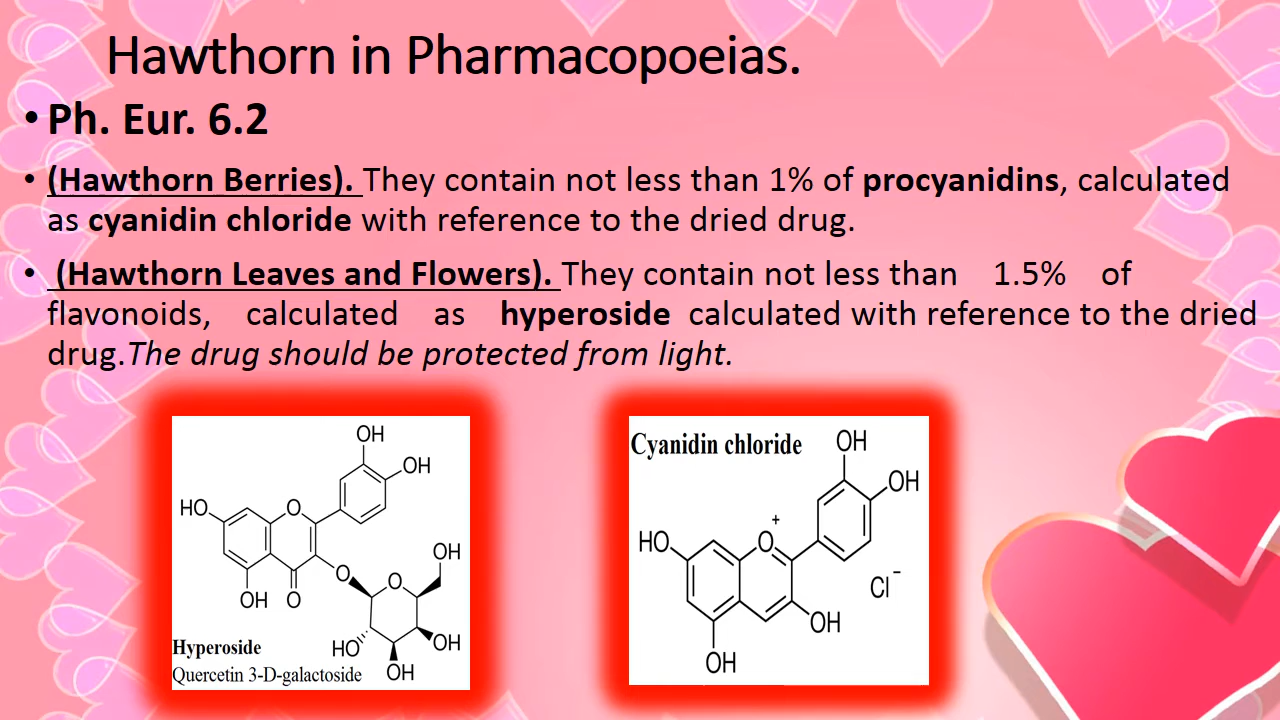 Hawthorn in Pharmacopoeias.
• Ph. Eur. 6.2
• (Hawthorn Berries). They contain not less than 1% of procyanidins, calculated
as cyanidin chloride with reference to the dried drug.
• (Hawthorn Leaves and Flowers). They contain not less than 1.5% of
flavonoids, calculated as hyperoside calculated with reference to the dried
drug.The drug should be protected from light.
OH
OH
HO
O
O
O
OH
OH
O
HO
OH
OH
Hyperoside
Quercetin 3-D-galactoside
Cyanidin chloride
OH
OH
HO
O
+
Cl
−
OH
OH